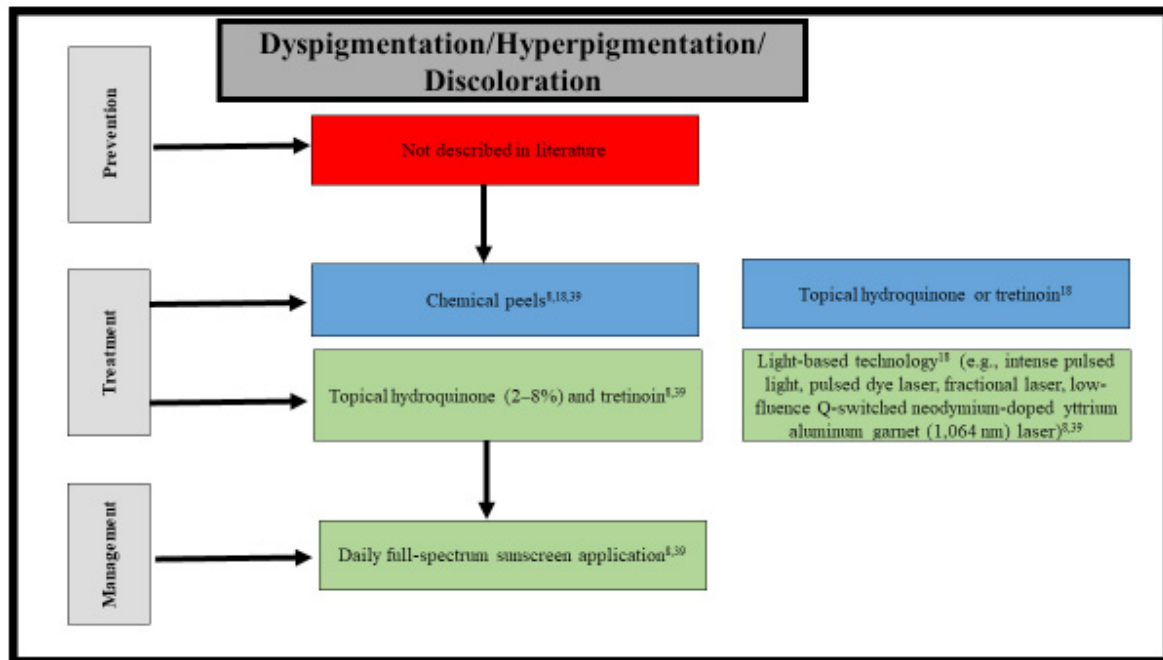 Dyspigmentation/Hyperpigmentation/
Discoloration
Prevention
Not described in literature
Treatment
Chemical peels8,18,39
Topical hydroquinone or tretinoin18
Topical hydroquinone (2–8%) and tretinoin8,39
Light-based technology18 (e.g., intense pulsed
light, pulsed dye laser, fractional laser, low-
fluence Q-switched neodymium-doped yttrium
aluminum garnet (1,064 nm) laser)8,39
Management
Daily full-spectrum sunscreen application8,39